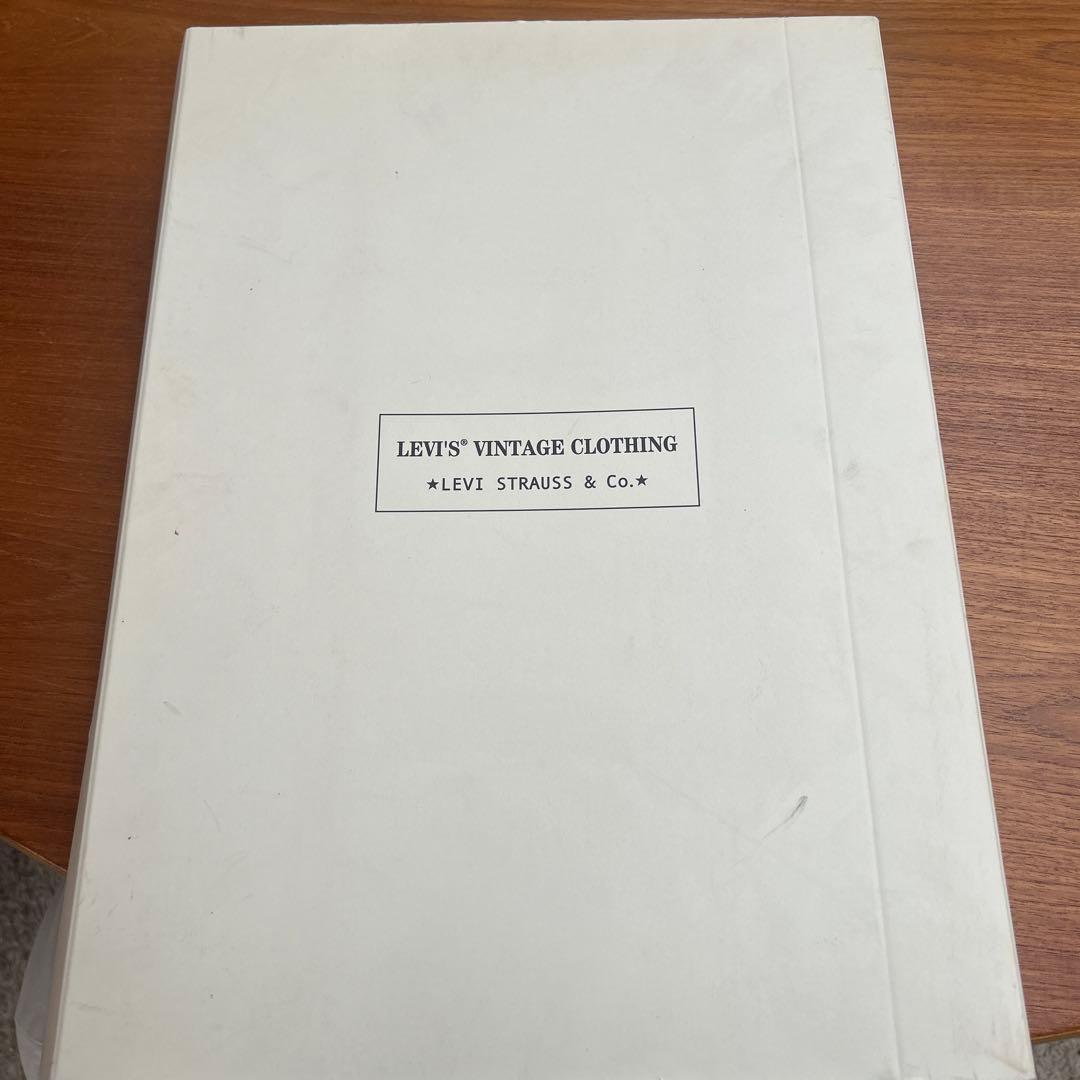 LEVI'S® VINTAGE CLOTHING
★LEVI STRAUSS & Co.★